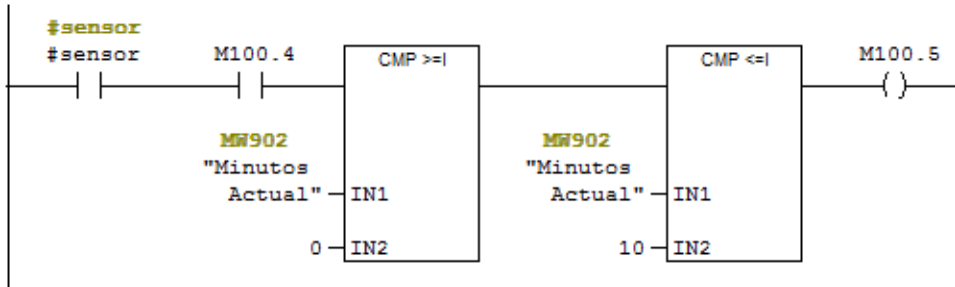 #sensor
#sensor
M100.4
CMP >=I
CMP <=I
M100.5
MW902
"Minutos
Actual"
IN1
0
IN2
MW902
"Minutos
Actual"
IN1
10
IN2